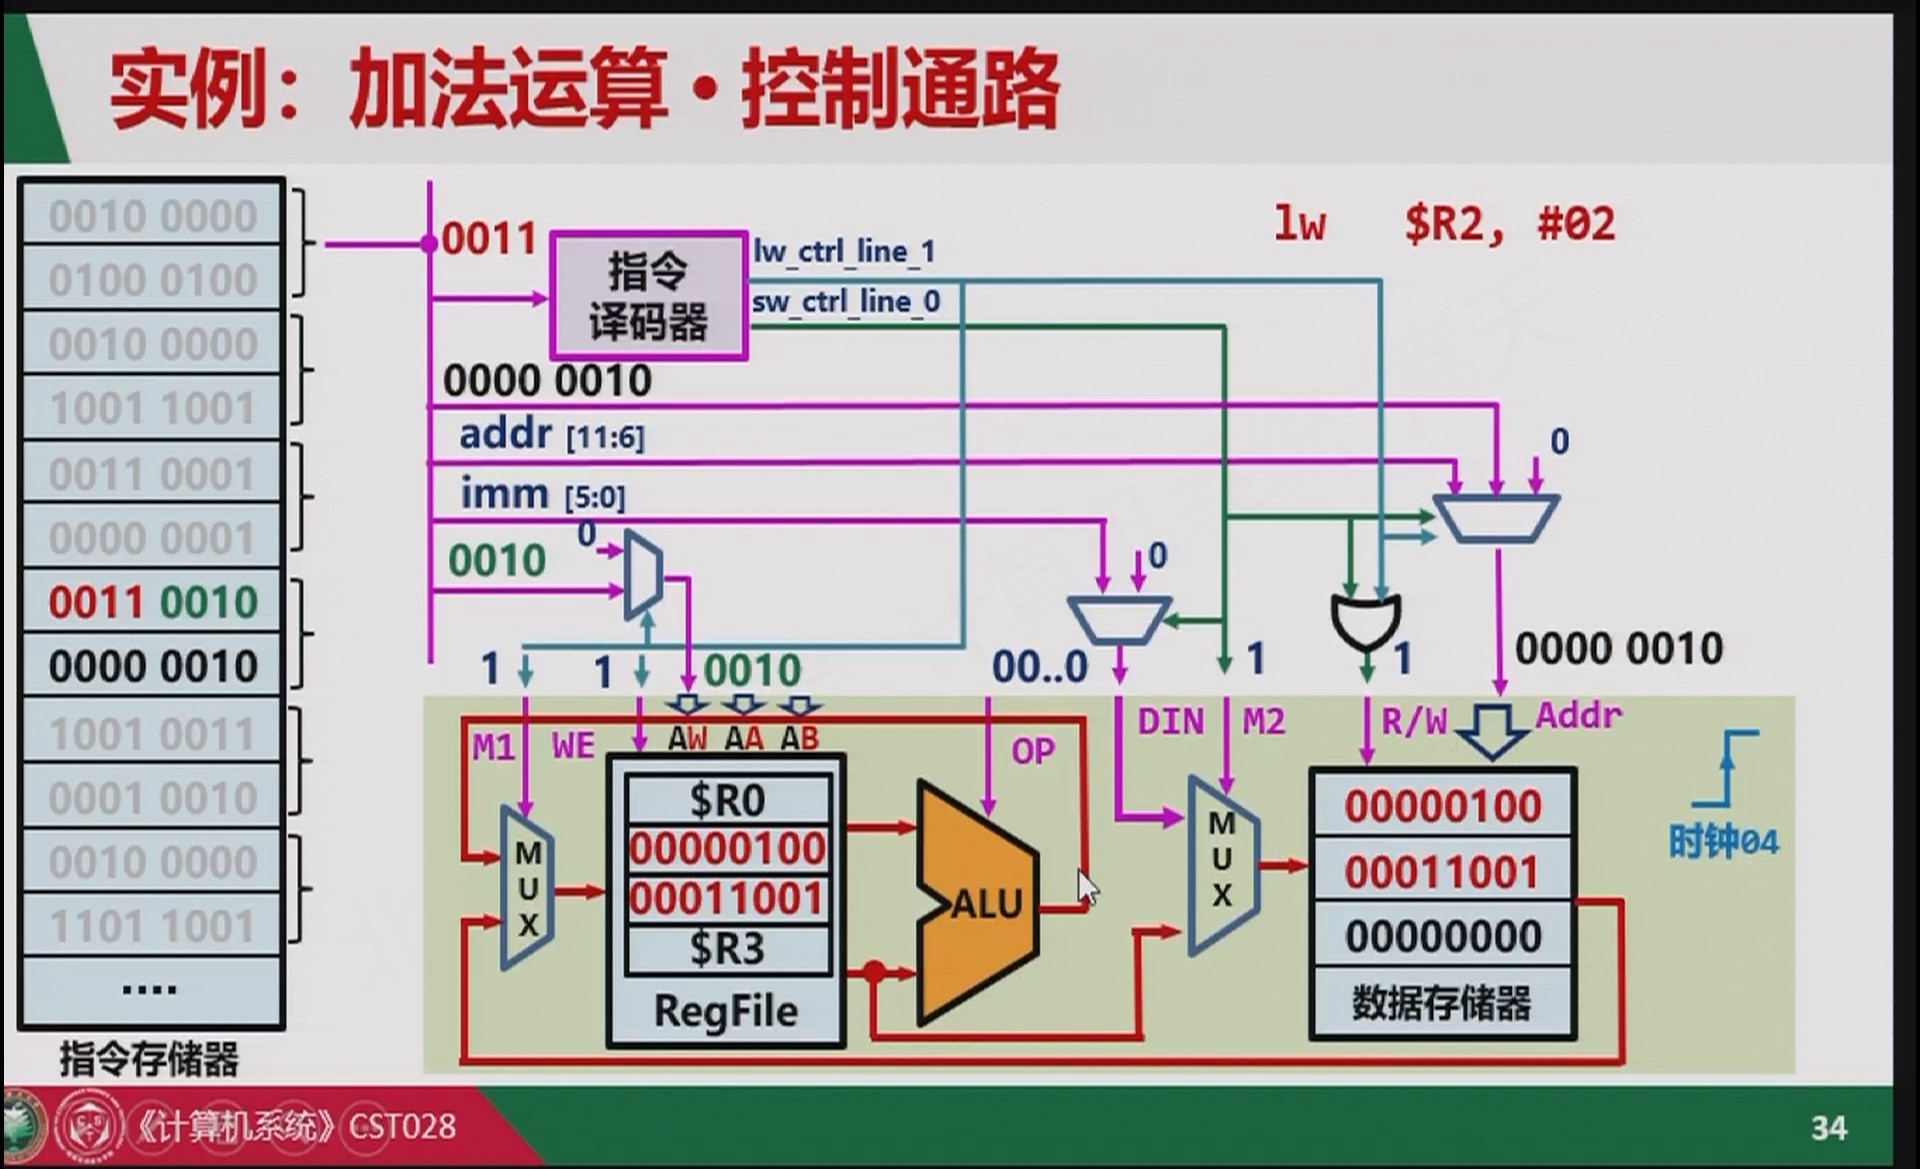 实例：加法运算·控制通路
lw $R2, #02
0010 0000
0100 0100
0010 0000
1001 1001
0011 0001
0000 0001
0011 0010
0000 0010
1001 0011
0001 0010
0010 0000
1101 1001
....
指令存储器
0011
指令
译码器
lw_ctrl_line_1
sw_ctrl_line_0
0000 0010
addr [11:6]
imm [5:0]
0
0010
0
0
1
1
0010
00..0
1
1
0000 0010
M1
WE
AW AA AB
OP
DIN
M2
R/W
Addr
MUX
$R0
00000100
00011001
$R3
RegFile
ALU
MUX
00000100
00011001
00000000
数据存储器
时钟04
《计算机系统》CST028
34